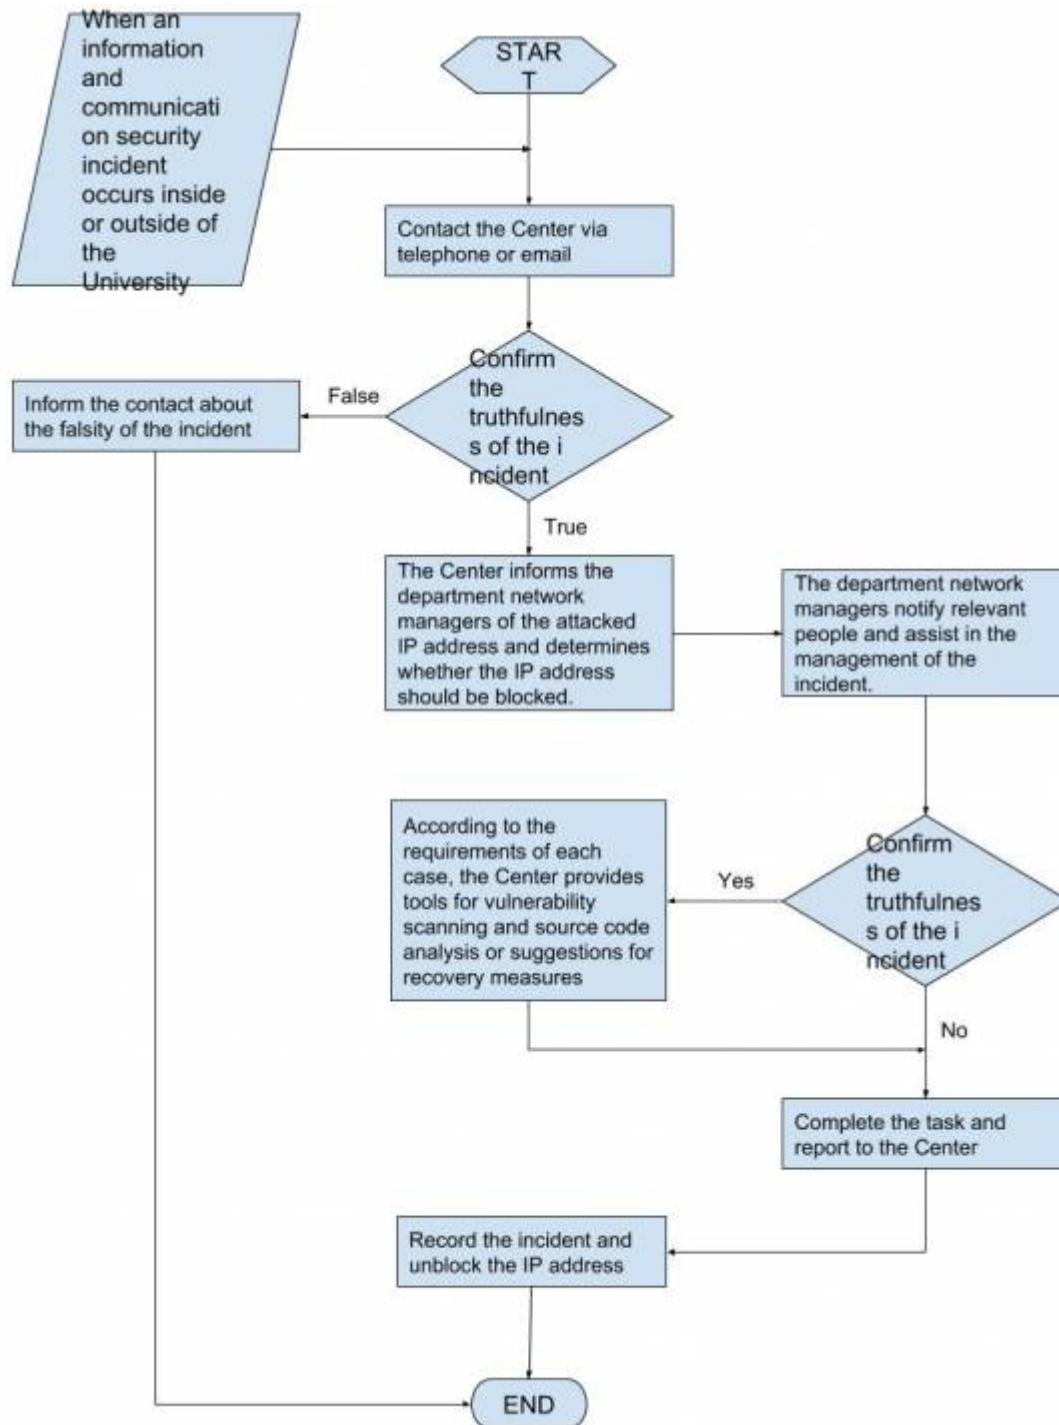 When an
information
and
communicati
on security
incident
occurs inside
or outside of
the
University
STAR
T
Contact the Center via
telephone or email
Confirm
the
truthfulnes
s of the i
ncident
False
Inform the contact about
the falsity of the incident
True
The Center informs the
department network
managers of the attacked
IP address and determines
whether the IP address
should be blocked.
The department network
managers notify relevant
people and assist in the
management of the
incident.
Confirm
the
truthfulnes
s of the i
ncident
Yes
According to the
requirements of each
case, the Center provides
tools for vulnerability
scanning and source code
analysis or suggestions for
recovery measures
No
Complete the task and
report to the Center
Record the incident and
unblock the IP address
END